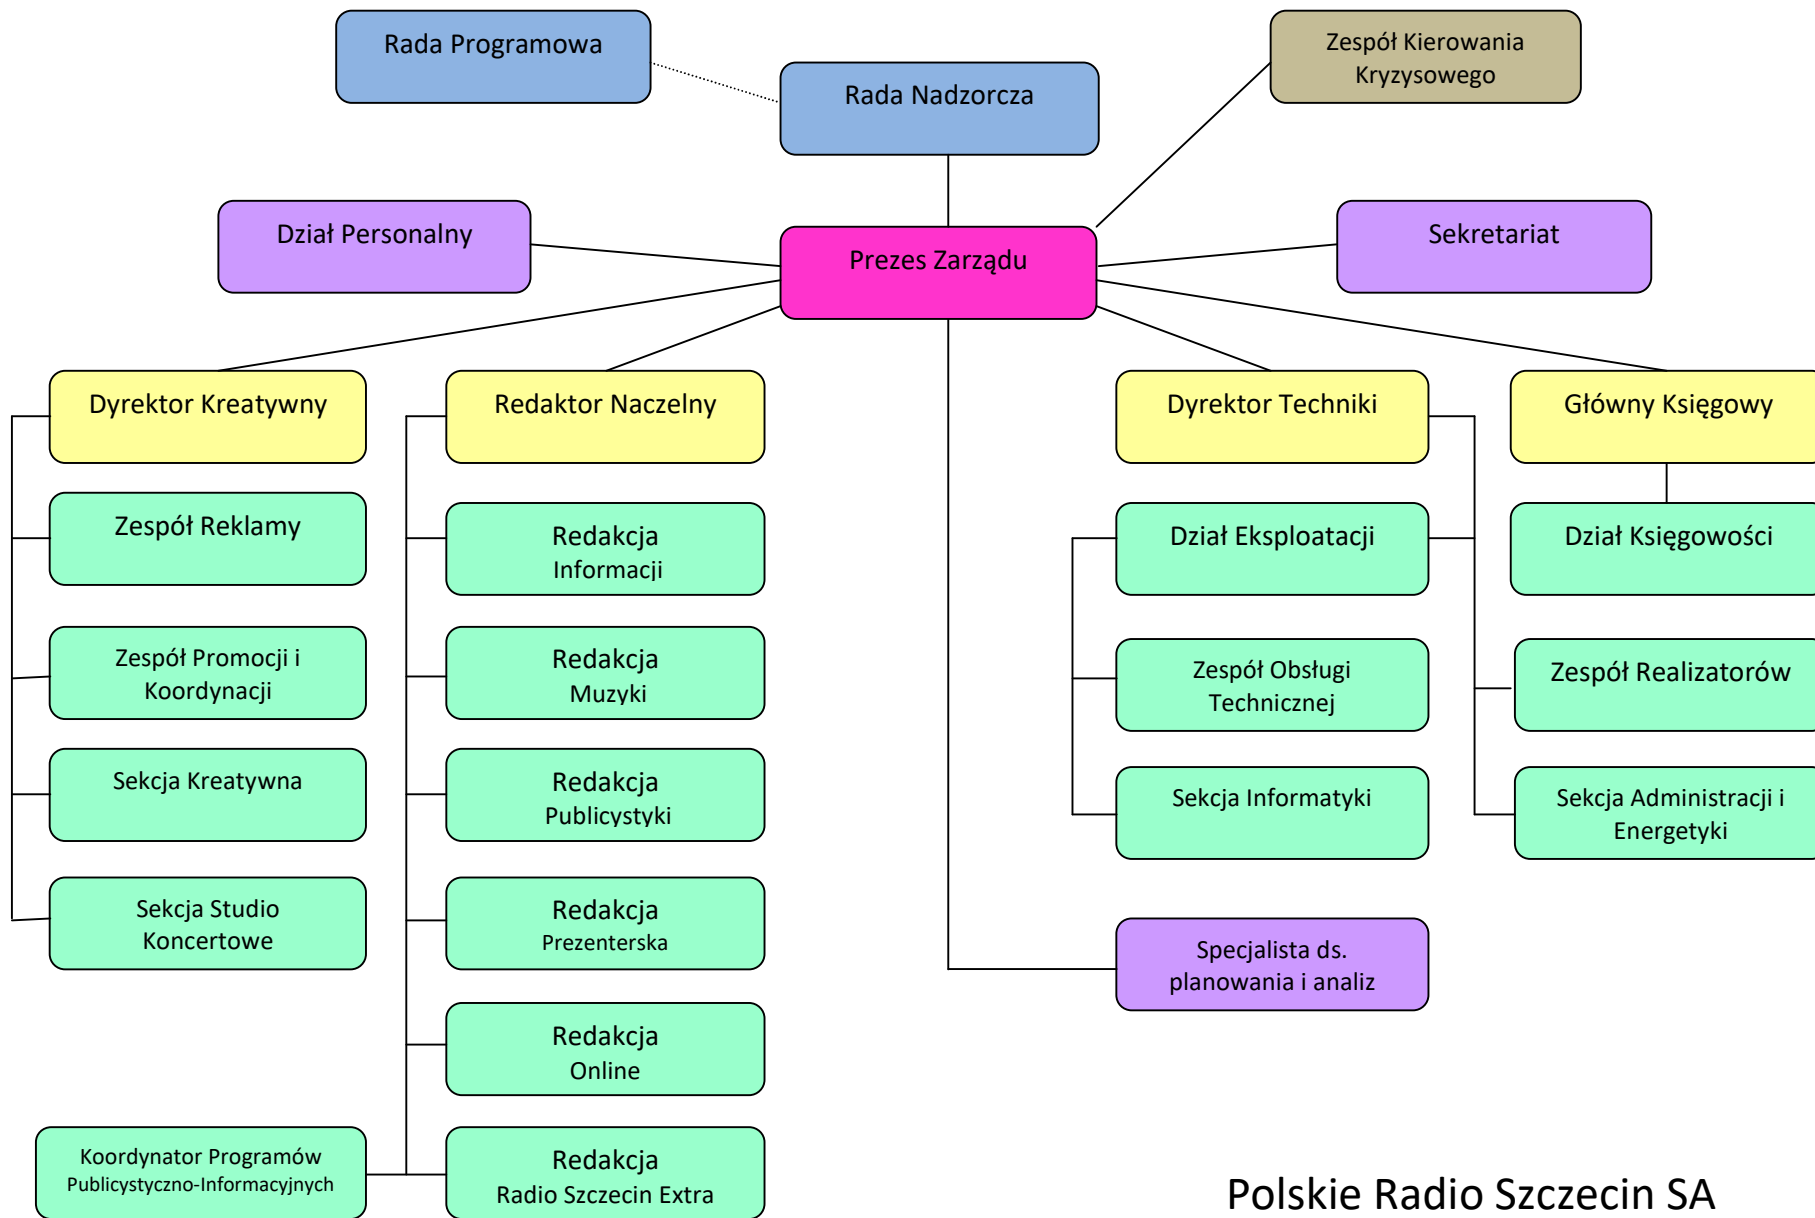 Rada Programowa
Rada Nadzorcza
Zespół Kierowania
Kryzysowego
Dział Personalny
Prezes Zarządu
Sekretariat
Dyrektor Kreatywny
Redaktor Naczelny
Dyrektor Techniki
Główny Księgowy
Zespół Reklamy
Redakcja
Informacji
Dział Eksploatacji
Dział Księgowości
Zespół Promocji i
Koordynacji
Redakcja
Muzyki
Zespół Obsługi
Technicznej
Zespół Realizatorów
Sekcja Kreatywna
Redakcja
Publicystyki
Sekcja Informatyki
Sekcja Administracji i
Energetyki
Sekcja Studio
Koncertowe
Redakcja
Prezenterska
Specjalista ds.
planowania i analiz
Redakcja
Online
Koordynator Programów
Publicystyczno-Informacyjnych
Redakcja
Radio Szczecin Extra
Polskie Radio Szczecin SA